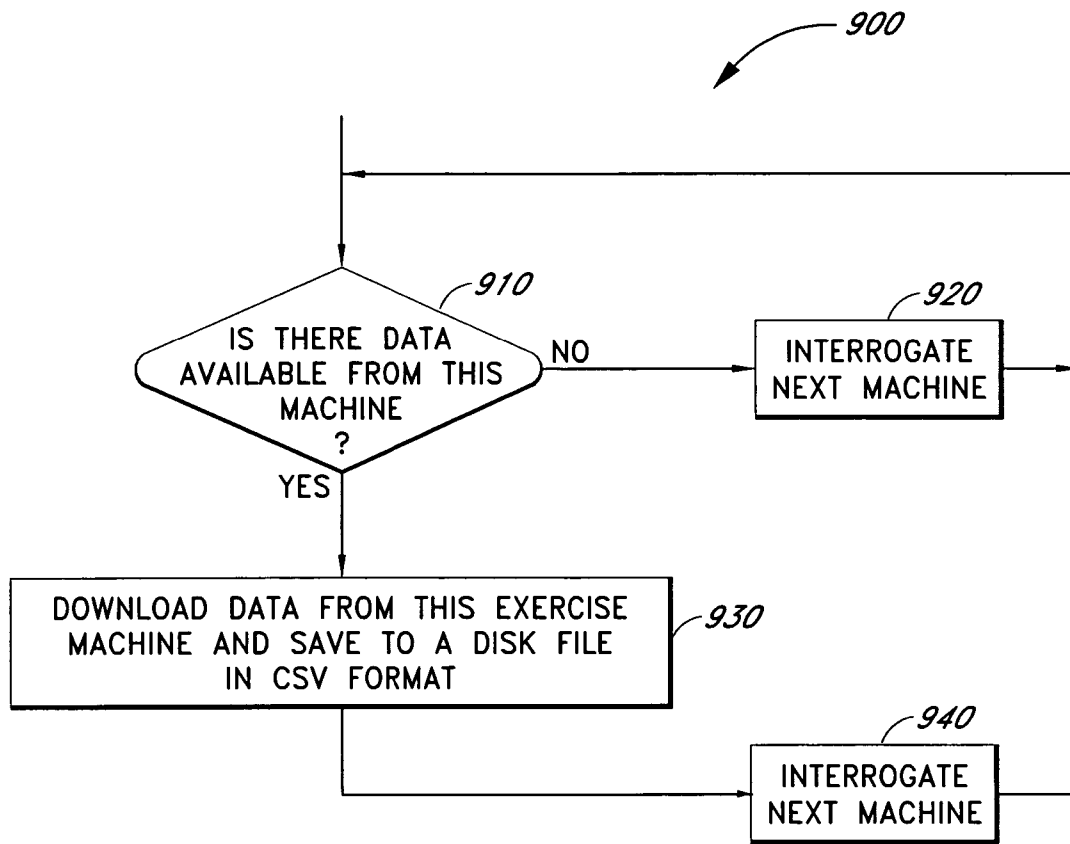 900
910
IS THERE DATA
AVAILABLE FROM THIS
MACHINE
?
NO
920
INTERROGATE
NEXT MACHINE
YES
DOWNLOAD DATA FROM THIS EXERCISE
MACHINE AND SAVE TO A DISK FILE
IN CSV FORMAT
930
940
INTERROGATE
NEXT MACHINE